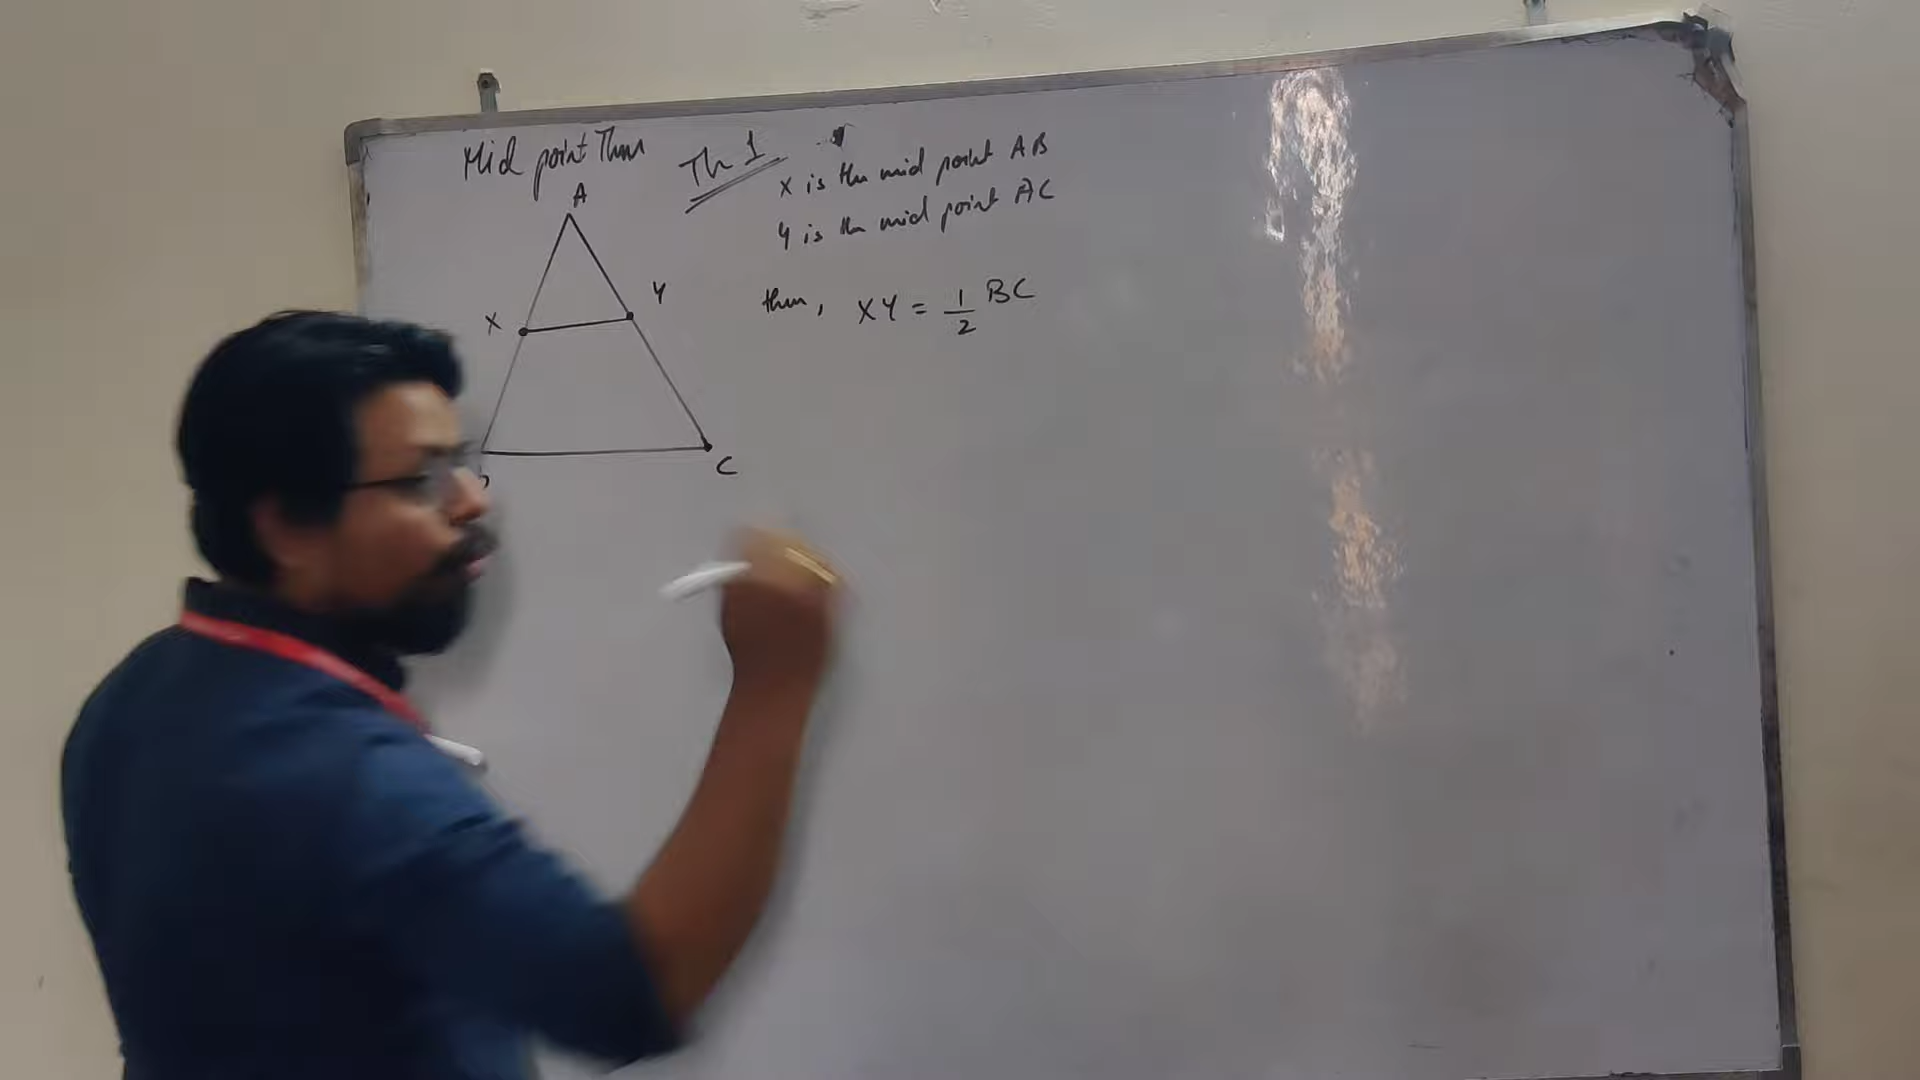 Mid point Thm
Th 1
X is the mid point AB
Y is the mid point AC
then, XY = 1/2 BC
A
X
Y
C